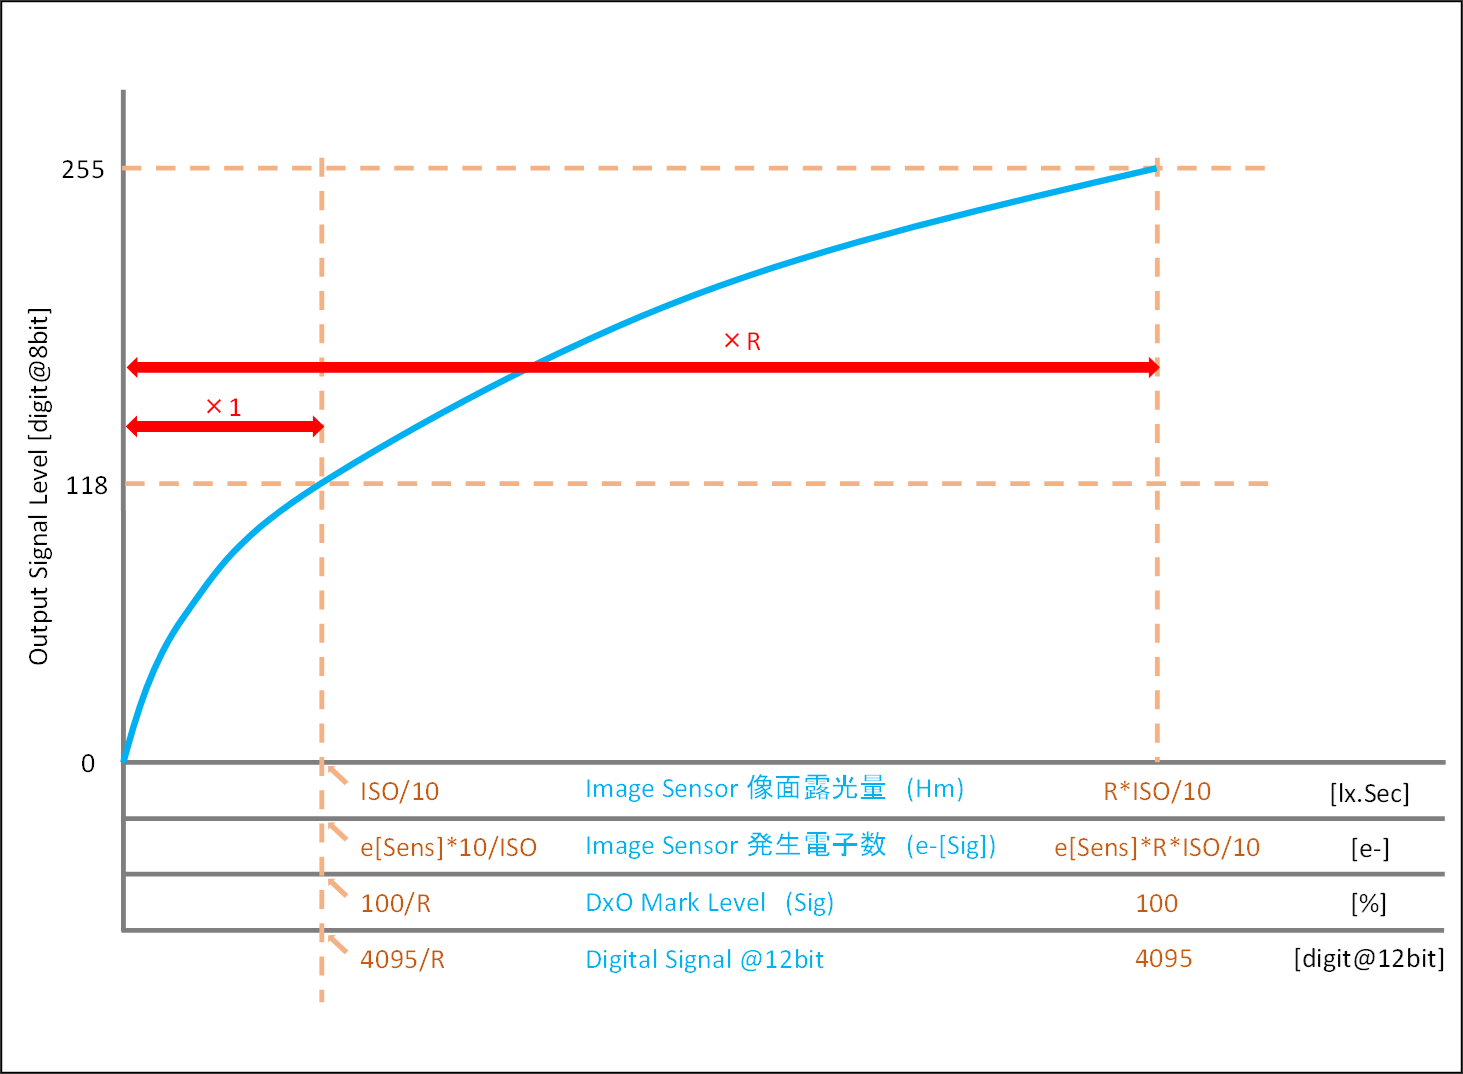 Output Signal Level [digit@8bit]
255
118
0
×R
×1
ISO/10 Image Sensor 像面露光量 (Hm) R*ISO/10 [lx.Sec]
e[Sens]*10/ISO Image Sensor 発生電子数 (e-[Sig]) e[Sens]*R*ISO/10 [e-]
100/R DxO Mark Level (Sig) 100 [%]
4095/R Digital Signal @12bit 4095 [digit@12bit]